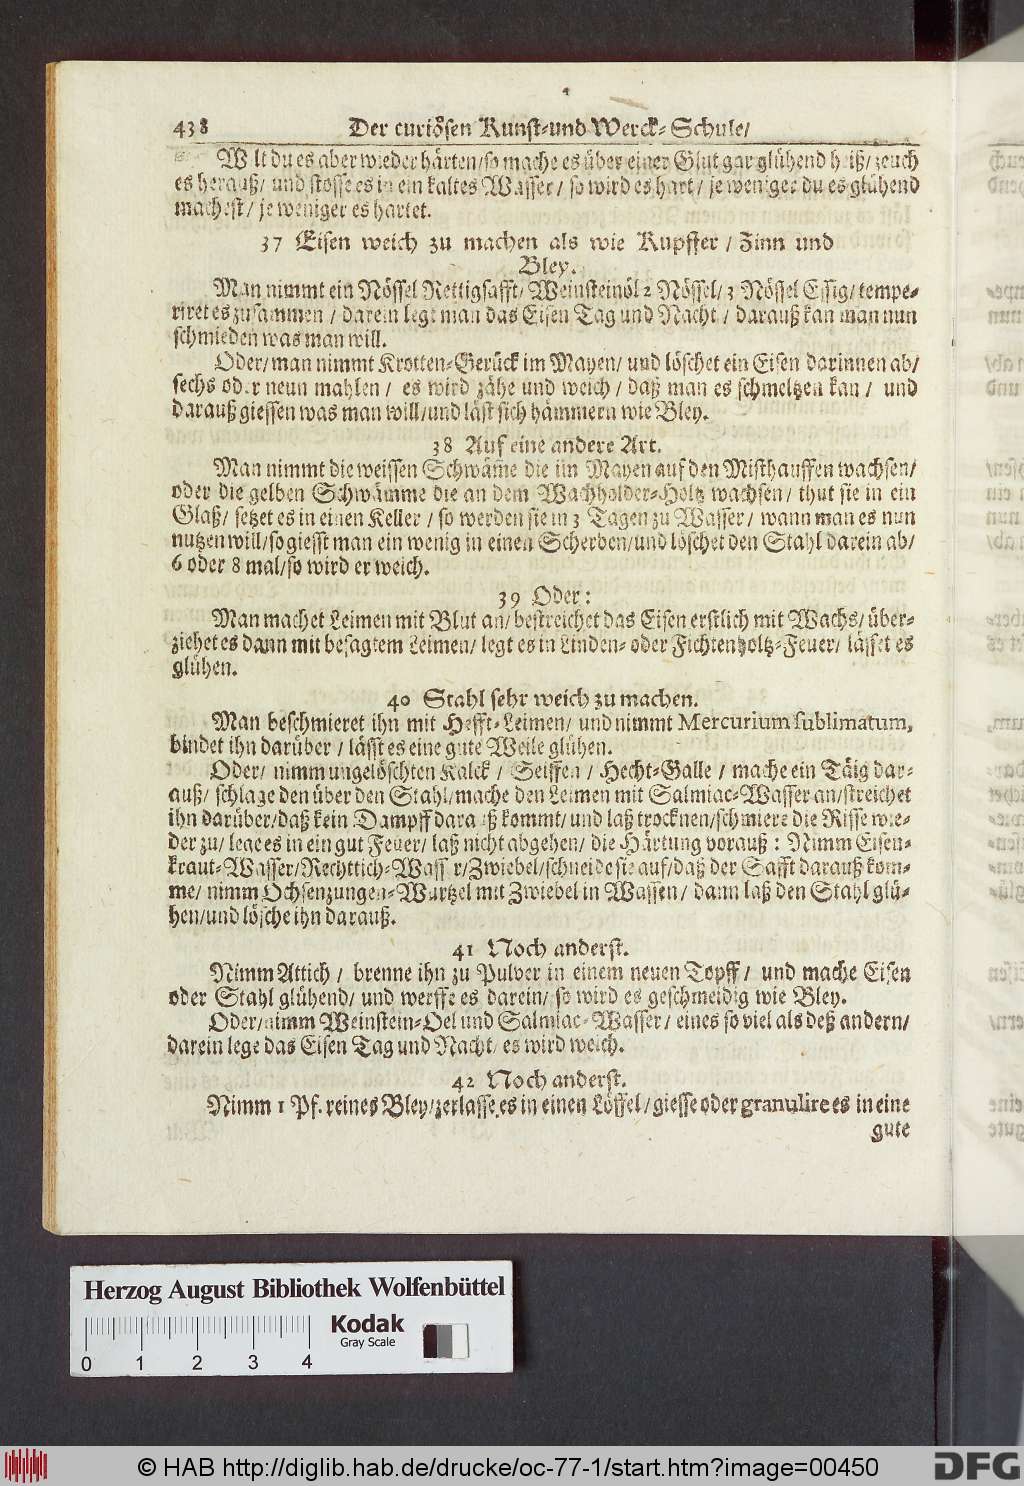 438 Der curiösen Kunst-und Werck-Schule/
Wilt du es aber wieder härten/so mache es über einer Glut gar glühend heiß/zeuch
es herauß/ und stosse es in ein kaltes Wasser/ so wird es hart/ je weniger du es glühend
machest/ je weniger es härtet.
37 Eisen weich zu machen als wie Kupffer/ Zinn und
Bley.
Man nimmt ein Nössel Rettigsafft/ Weinsteinöl 2 Nössel/ 3 Nössel Essig/ tempe-
riret es zusammen/ darein legt man das Eisen Tag und Nacht/ darauß kan man nun
schmieden was man will.
Oder/ man nimmt Krotten-Gerück im Mayen/ und löschet ein Eisen darinnen ab/
sechs oder neun mahlen/ es wird zähe und weich/ daß man es schmeltzen kan/ und
darauß giessen was man will/und läst sich hämmern wie Bley.
38 Auf eine andere Art.
Man nimmt die weissen Schwäme die im Mayen auf den Misthauffen wachsen/
oder die gelben Schwämme die an dem Wachholder-Holtz wachsen/ thut sie in ein
Glaß/ setzet es in einen Keller/ so werden sie in 3 Tagen zu Wasser/ wann man es nun
nutzen will/so giesst man ein wenig in einen Scherben/und löschet den Stahl darein ab/
6 oder 8 mal/so wird er weich.
39 Oder:
Man machet Leimen mit Blut an/ bestreichet das Eisen erstlich mit Wachs/ über-
ziehet es dann mit besagtem Leimen/ legt es in Linden- oder Fichtenholtz-Feuer/ lässet es
glühen.
40 Stahl sehr weich zu machen.
Man beschmieret ihn mit Hefft-Leimen/ und nimmt Mercurium sublimatum,
bindet ihn darüber/ lässt es eine gute Weile glühen.
Oder/ nimm ungelöschten Kalck/ Seiffen/ Hecht-Galle/ mache ein Täig dar-
auß/ schlage den über den Stahl/mache den Leimen mit Salmiac-Wasser an/streichet
ihn darüber/daß kein Dampff darauß kommt/und laß trocknen/schmiere die Risse wie-
der zu/ lege es in ein gut Feuer/ laß nicht abgehen/ die Härtung vorauß: Nimm Eisen-
kraut-Wasser/Rechttich-Wasser/Zwiebel/schneide sie auf/daß der Safft darauß kom-
me/ nimm Ochsenzungen-Wurtzel mit Zwiebel in Wassen/ dann laß den Stahl glü-
hen/und lösche ihn darauß.
41 Noch anderst.
Nimm Attich/ brenne ihn zu Pulver in einem neuen Topff/ und mache Eisen
oder Stahl glühend/ und werffe es darein/ so wird es geschmeidig wie Bley.
Oder/nimm Weinstein-Oel und Salmiac-Wasser/ eines so viel als deß andern/
darein lege das Eisen Tag und Nacht/ es wird weich.
42 Noch anderst.
Nimm 1 Pf. reines Bley/zerlasse es in einen Löffel/giesse oder granulire es in eine
gute
Herzog August Bibliothek Wolfenbüttel
Kodak
Gray Scale
0 1 2 3 4
© HAB http://diglib.hab.de/drucke/oc-77-1/start.htm?image=00450
DFG